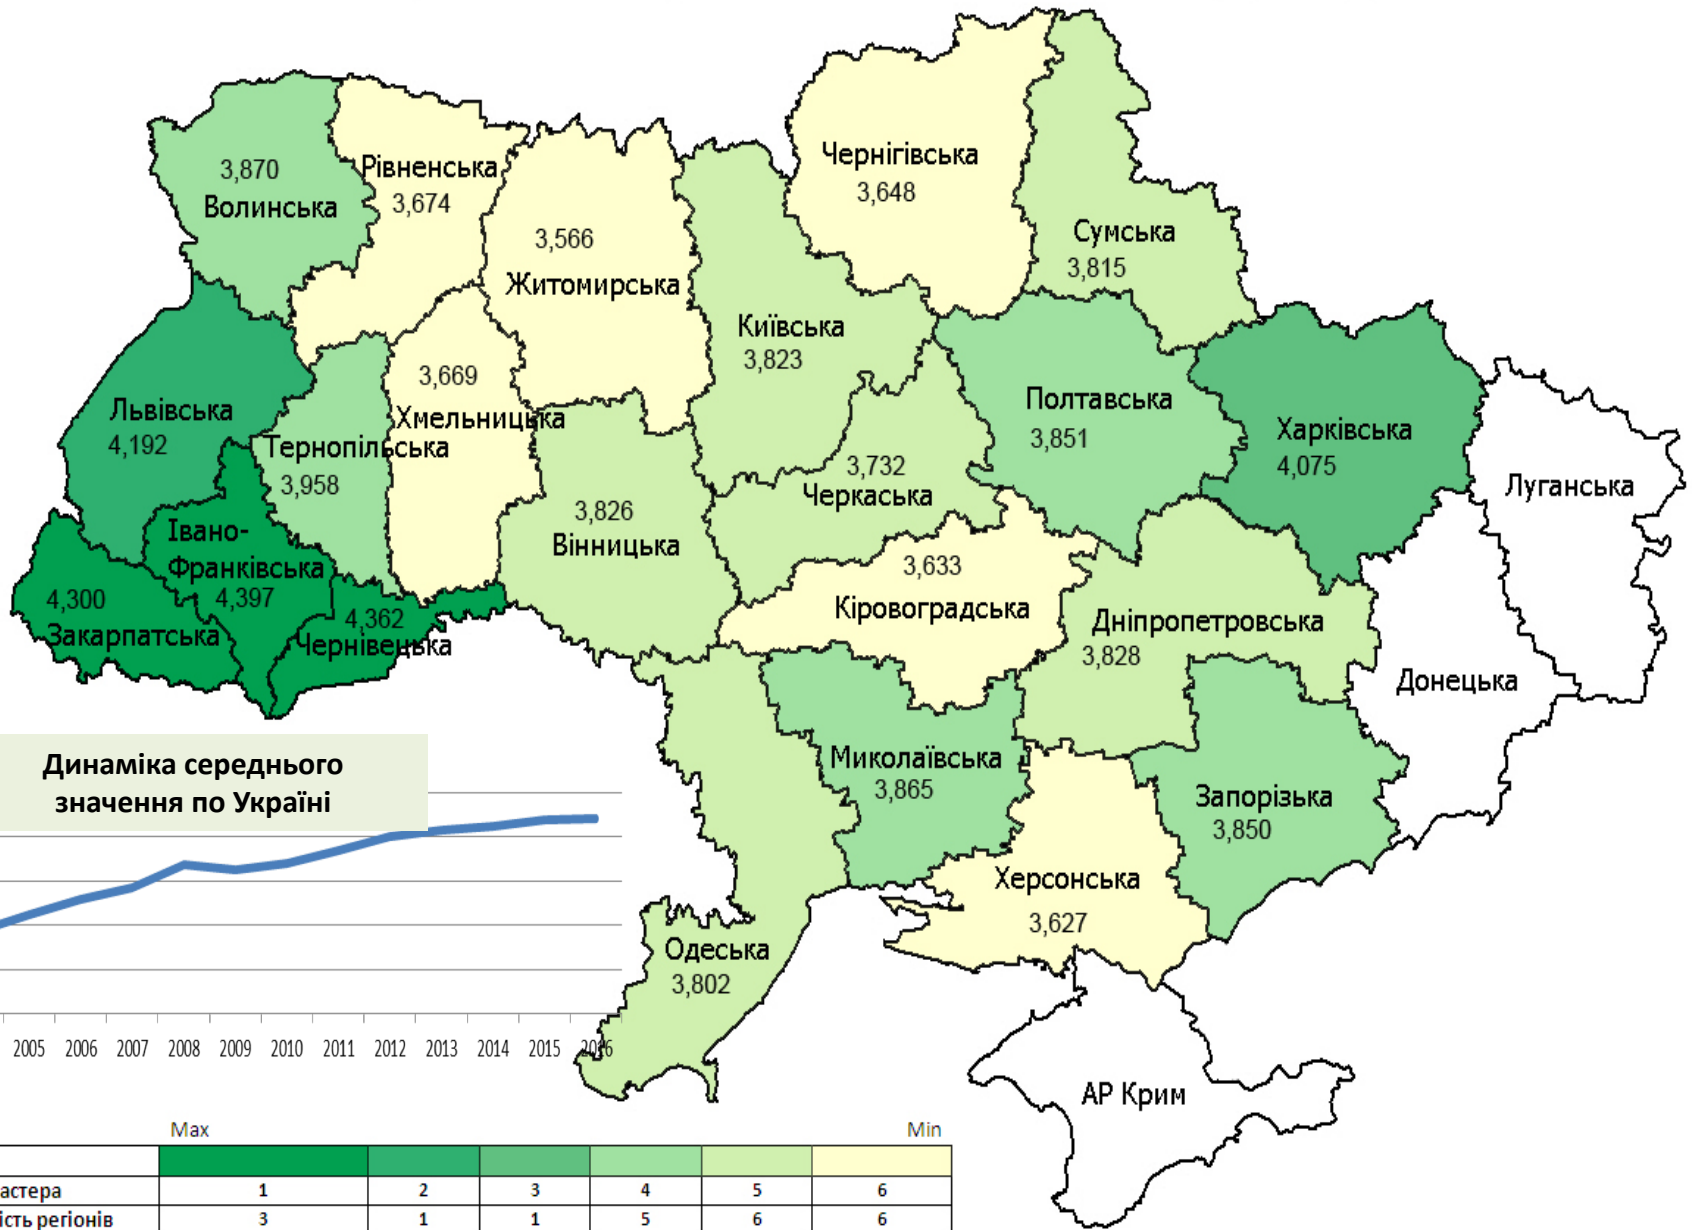 Чернігівська
3,648
3,870
Волинська
Рівненська
3,674
3,566
Житомирська
Сумська
3,815
Київська
3,823
Львівська
4,192
3,669
Хмельницька
Тернопільська
3,958
Полтавська
3,851
Харківська
4,075
3,732
Черкаська
Луганська
3,826
Вінницька
Івано-
Франківська
4,397
4,300
Закарпатська
4,362
Чернівецька
3,633
Кіровоградська
Дніпропетровська
3,828
Донецька
Миколаївська
3,865
Запорізька
3,850
Херсонська
3,627
Одеська
3,802
АР Крим
Динаміка середнього
значення по Україні
2005 2006 2007 2008 2009 2010 2011 2012 2013 2014 2015 2016
Max Min
астера 1 2 3 4 5 6
ість регіонів 3 1 1 5 6 6